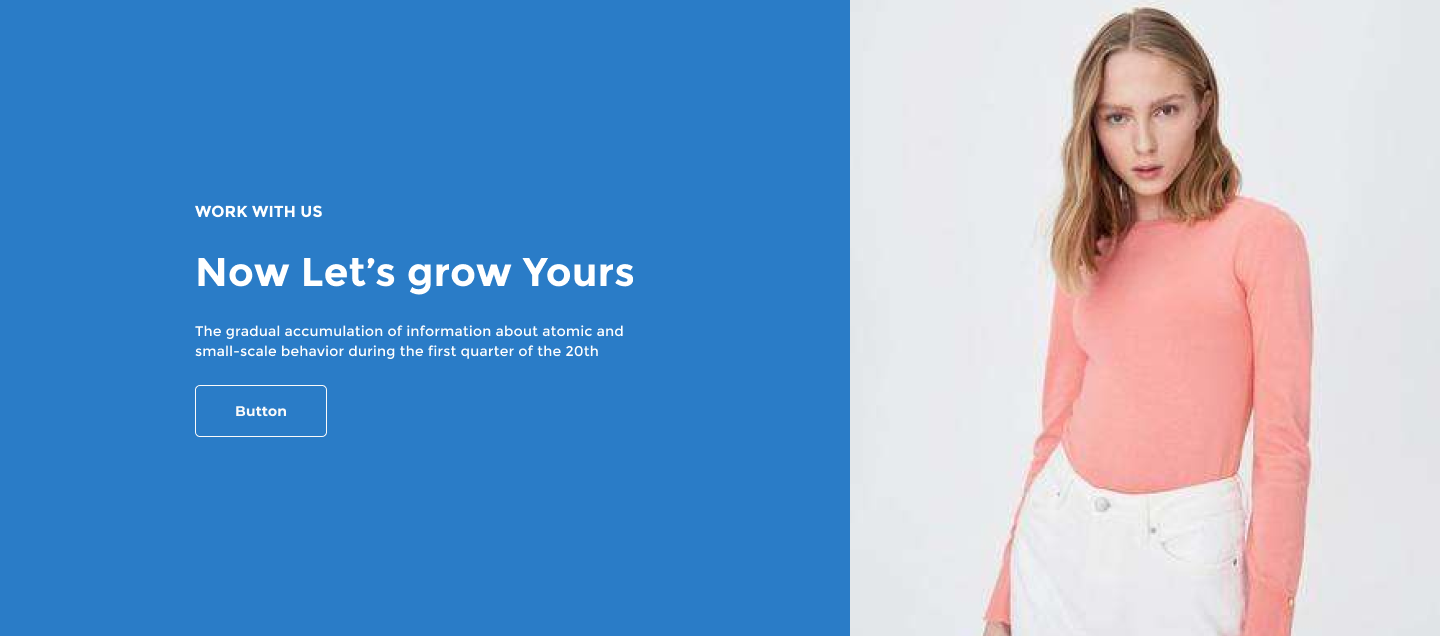 WORK WITH US
Now Let’s grow Yours
The gradual accumulation of information about atomic and
small-scale behavior during the first quarter of the 20th
Button